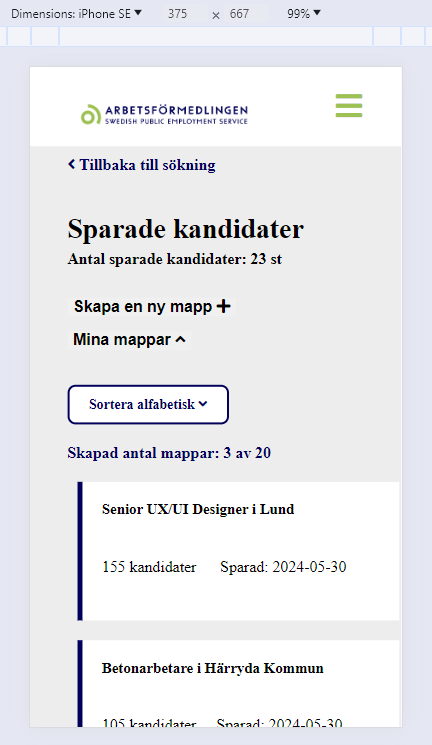 Dimensions: iPhone SE 375 × 667 99%
ARBETSFÖRMEDLINGEN
SWEDISH PUBLIC EMPLOYMENT SERVICE
Tillbaka till sökning
Sparade kandidater
Antal sparade kandidater: 23 st
Skapa en ny mapp
Mina mappar
Sortera alfabetisk
Skapad antal mappar: 3 av 20
Senior UX/UI Designer i Lund
155 kandidater Sparad: 2024-05-30
Betonarbetare i Härryda Kommun
105 kandidater Sparad: 2024-05-30